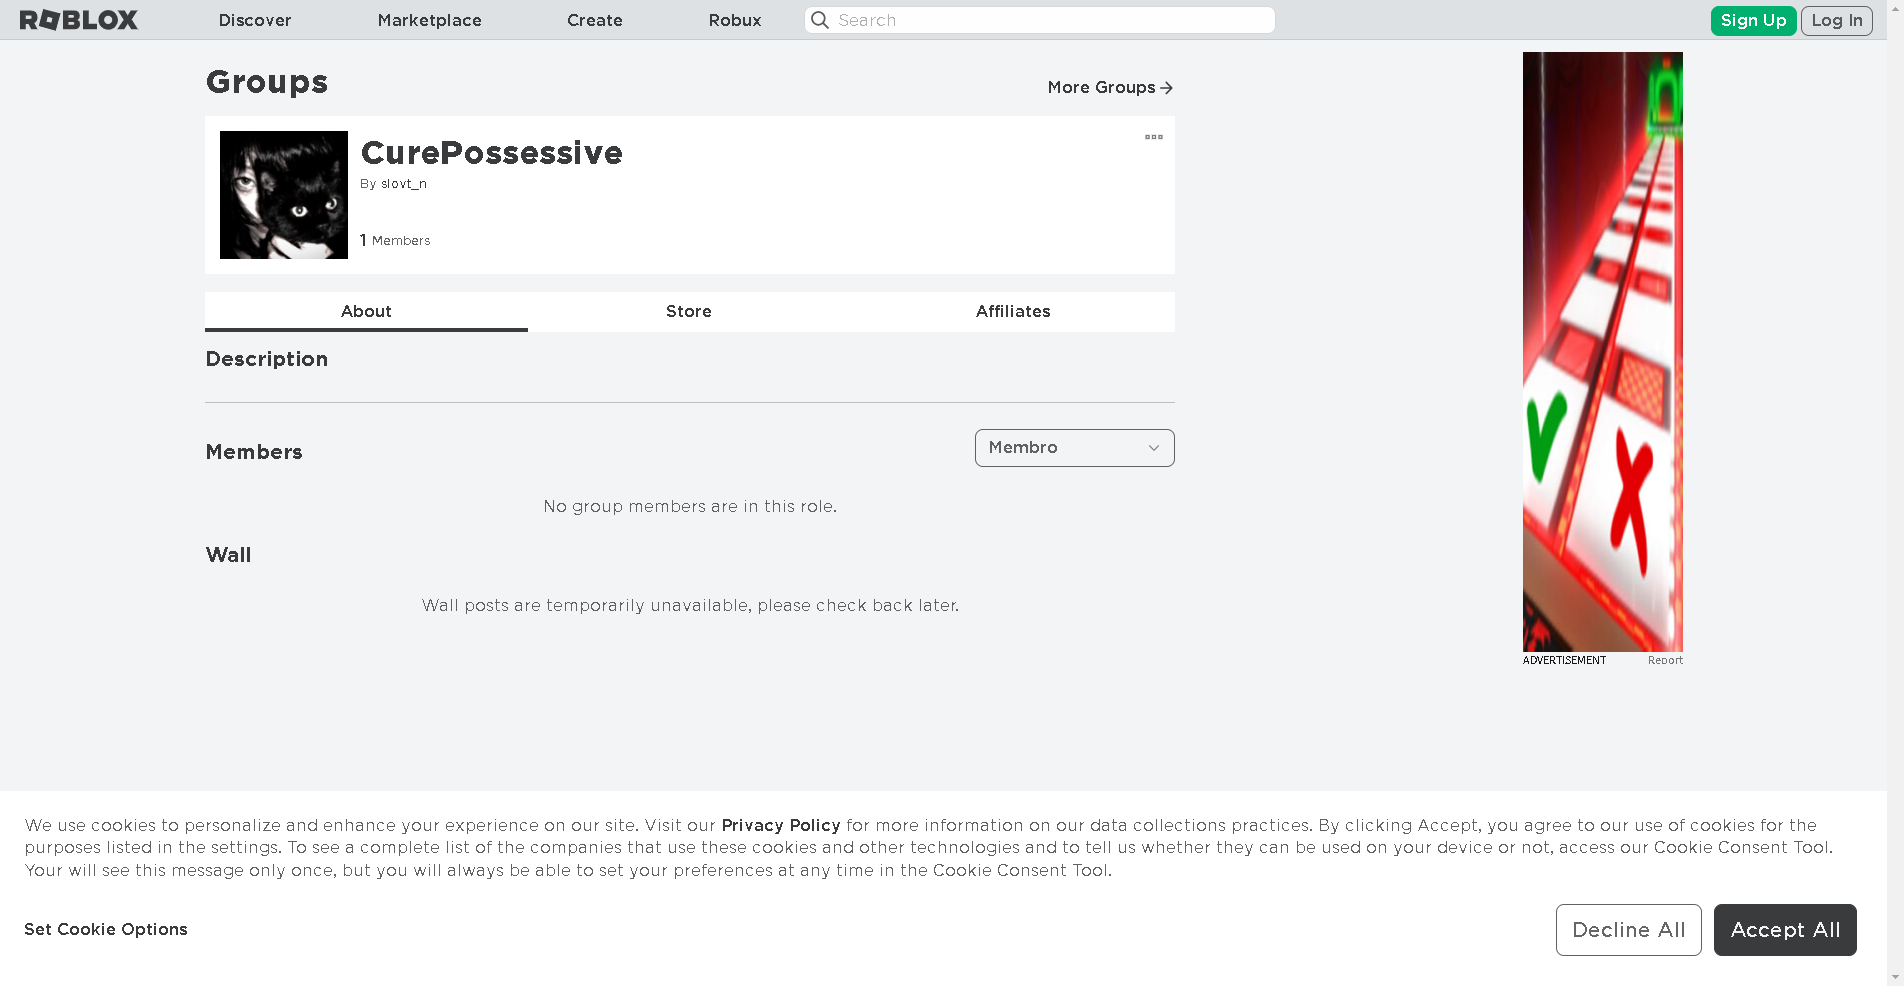 ROBLOX Discover Marketplace Create Robux Search Sign Up Log In
Groups
More Groups
CurePossessive
By slovt_n
1 Members
About Store Affiliates
Description
Members
Membro
No group members are in this role.
Wall
Wall posts are temporarily unavailable, please check back later.
ADVERTISEMENT Report
We use cookies to personalize and enhance your experience on our site. Visit our Privacy Policy for more information on our data collections practices. By clicking Accept, you agree to our use of cookies for the
purposes listed in the settings. To see a complete list of the companies that use these cookies and other technologies and to tell us whether they can be used on your device or not, access our Cookie Consent Tool.
Your will see this message only once, but you will always be able to set your preferences at any time in the Cookie Consent Tool.
Set Cookie Options
Decline All
Accept All